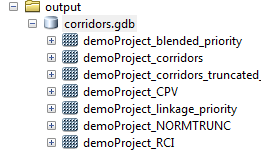 output
corridors.gdb
demoProject_blended_priority
demoProject_corridors
demoProject_corridors_truncated_
demoProject_CPV
demoProject_linkage_priority
demoProject_NORMTRUNC
demoProject_RCI